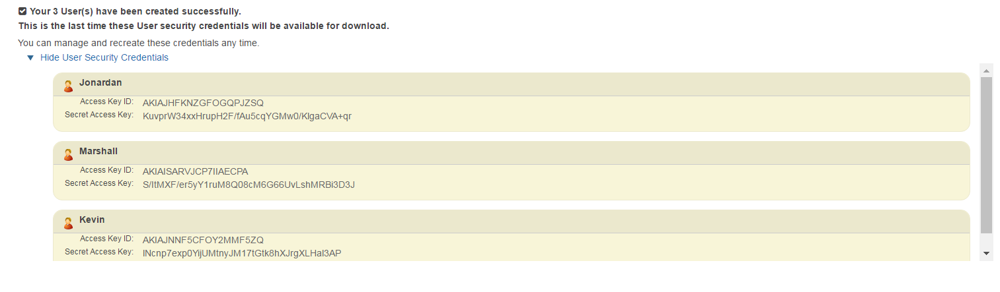 Your 3 User(s) have been created successfully.
This is the last time these User security credentials will be available for download.
You can manage and recreate these credentials any time.
Hide User Security Credentials
Jonardan
Access Key ID: AKIAJHFKNZGFOGQPJZSQ
Secret Access Key: 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
Marshall
Access Key ID: AKIAISARVJCP7IIAECPA
Secret Access Key: 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
Kevin
Access Key ID: AKIAJNNF5CFOY2MMF5ZQ
Secret Access Key: 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